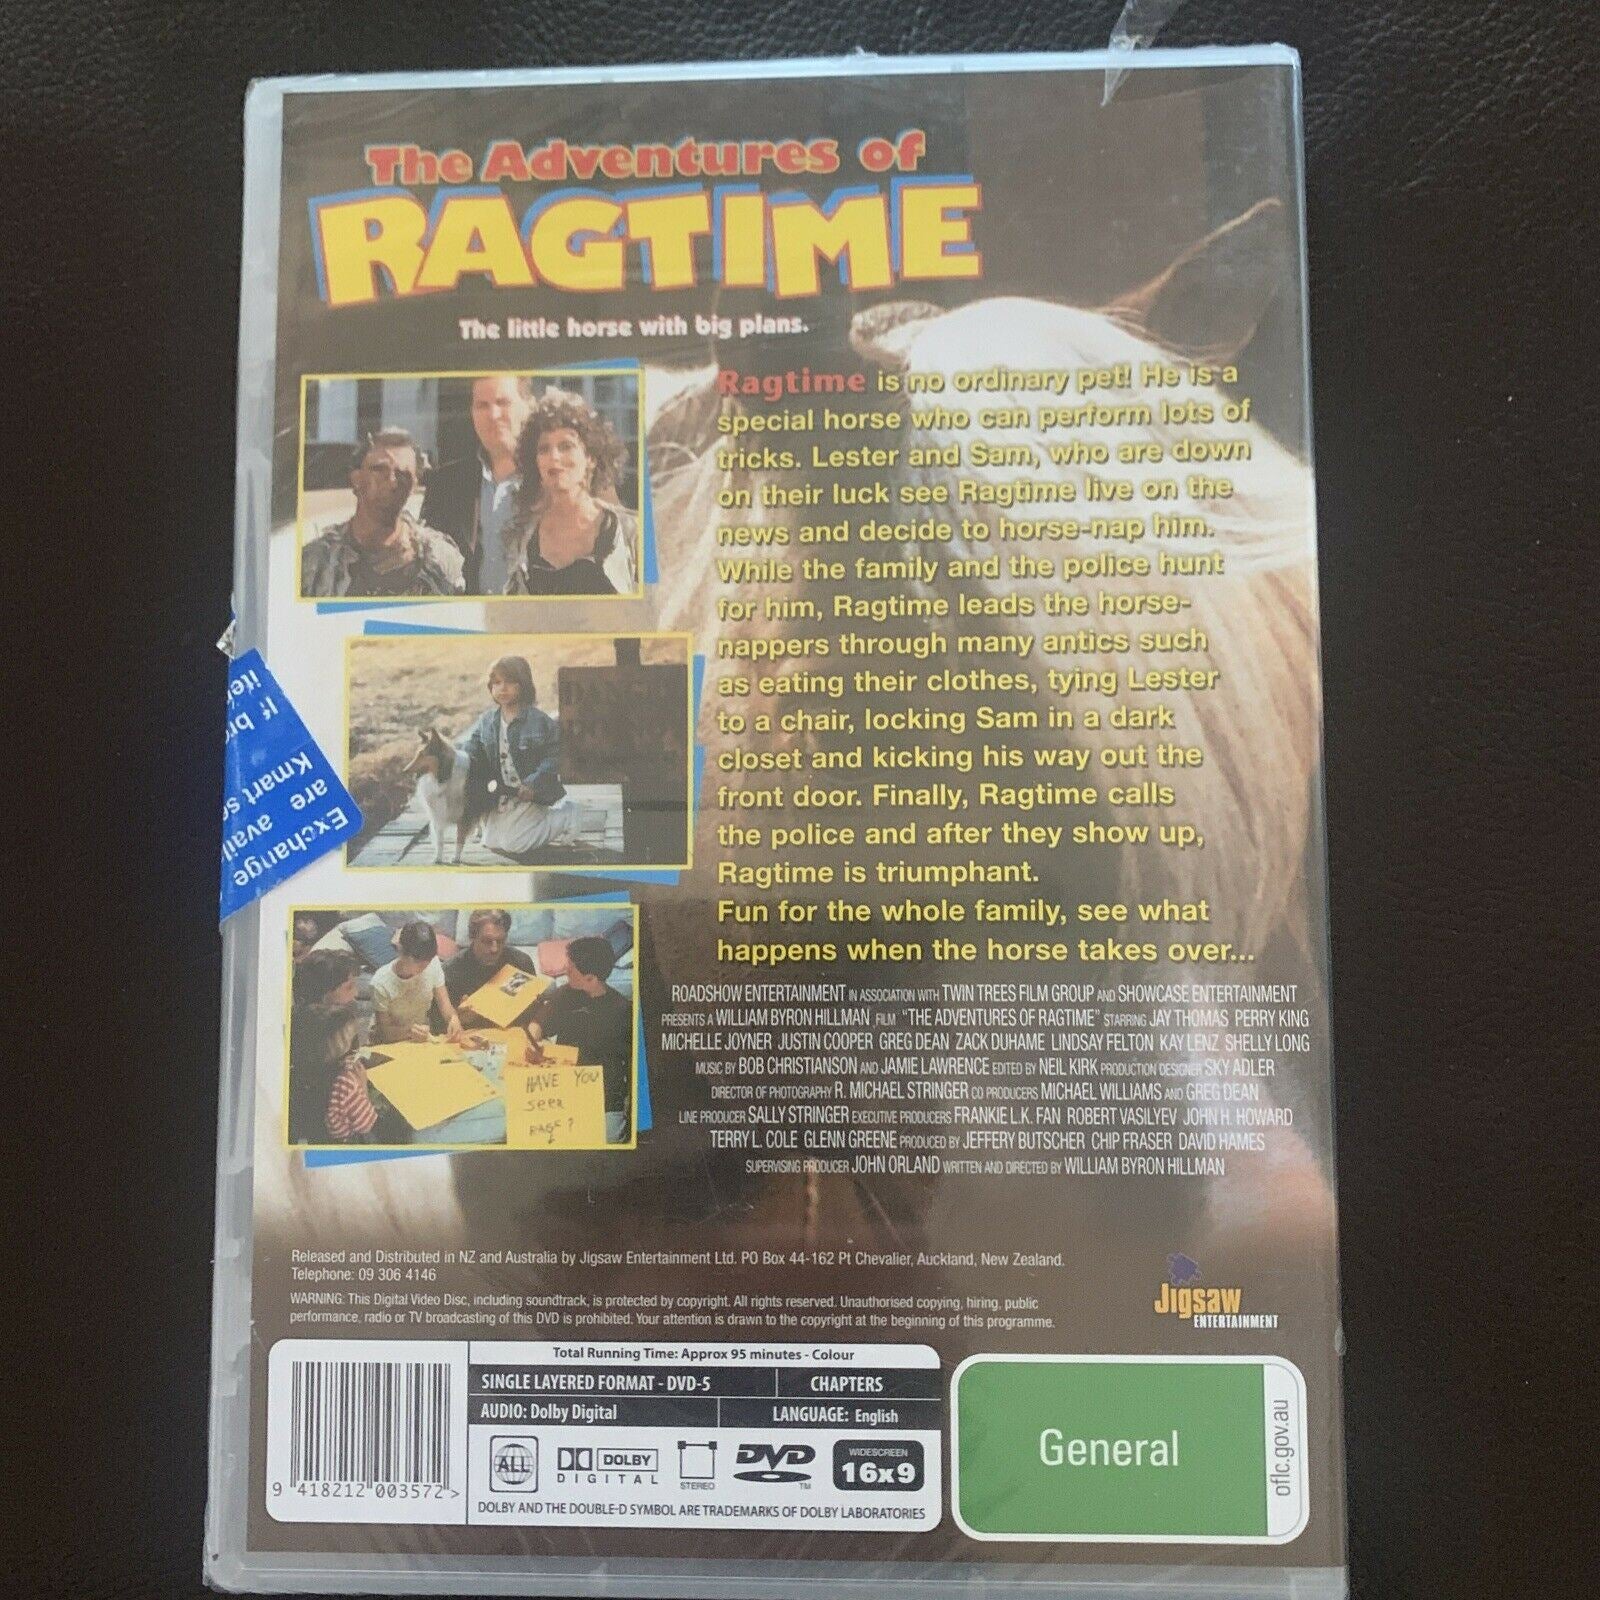 The Adventures of
RAGTIME
The little horse with big plans.
Ragtime is no ordinary pet! He is a
special horse who can perform lots of
tricks. Lester and Sam, who are down
on their luck see Ragtime live on the
news and decide to horse-nap him.
While the family and the police hunt
for him, Ragtime leads the horse-
nappers through many antics such
as eating their clothes, tying Lester
to a chair, locking Sam in a dark
closet and kicking his way out the
front door. Finally, Ragtime calls
the police and after they show up,
Ragtime is triumphant.
Fun for the whole family, see what
happens when the horse takes over...
Exchange
are avail
Kmart se
HAVE YOU
seen
RAGS?
ROADSHOW ENTERTAINMENT IN ASSOCIATION WITH TWIN TREES FILM GROUP AND SHOWCASE ENTERTAINMENT
PRESENTS A WILLIAM BYRON HILLMAN FILM "THE ADVENTURES OF RAGTIME" STARRING JAY THOMAS PERRY KING
MICHELLE JOYNER JUSTIN COOPER GREG DEAN ZACK DUHAME LINDSAY FELTON KAY LENZ SHELLY LONG
MUSIC BY BOB CHRISTIANSON AND JAMIE LAWRENCE EDITED BY NEIL KIRK PRODUCTION DESIGNER SKY ADLER
DIRECTOR OF PHOTOGRAPHY R. MICHAEL STRINGER CO PRODUCERS MICHAEL WILLIAMS AND GREG DEAN
LINE PRODUCER SALLY STRINGER EXECUTIVE PRODUCERS FRANKIE L.K. FAN ROBERT VASILYEV JOHN H. HOWARD
TERRY L. COLE GLENN GREENE PRODUCED BY JEFFERY BUTSCHER CHIP FRASER DAVID HAMES
SUPERVISING PRODUCER JOHN ORLAND WRITTEN AND DIRECTED BY WILLIAM BYRON HILLMAN
Released and Distributed in NZ and Australia by Jigsaw Entertainment Ltd. PO Box 44-162 Pt Chevalier, Auckland, New Zealand.
Telephone: 09 306 4146
WARNING. This Digital Video Disc, including soundtrack, is protected by copyright. All rights reserved. Unauthorised copying, hiring, public
performance, radio or TV broadcasting of this DVD is prohibited. Your attention is drawn to the copyright at the beginning of this programme.
Jigsaw
ENTERTAINMENT
Total Running Time: Approx 95 minutes - Colour
SINGLE LAYERED FORMAT - DVD-5 CHAPTERS
AUDIO: Dolby Digital LANGUAGE: English
ALL
DOLBY
DIGITAL
STEREO
DVD
TM
WIDESCREEN
16x9
DOLBY AND THE DOUBLE-D SYMBOL ARE TRADEMARKS OF DOLBY LABORATORIES
9 418212 003572 >
General
oflc.gov.au